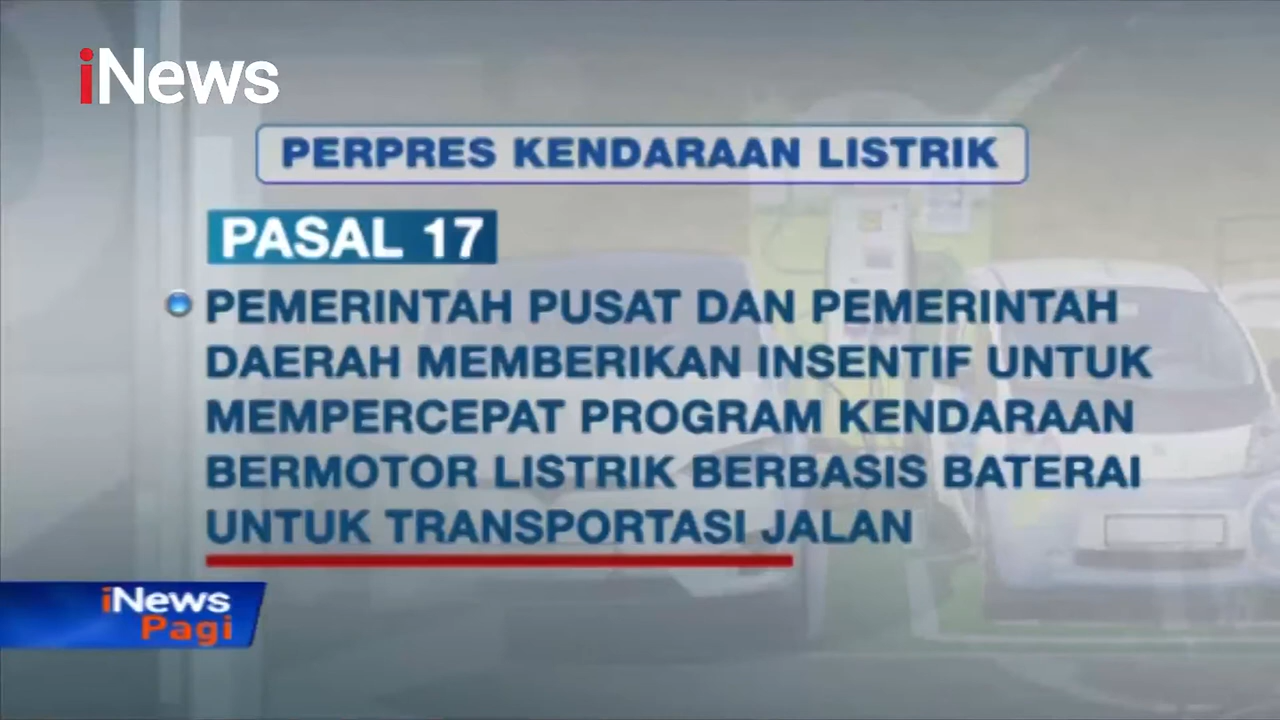 iNews
PERPRES KENDARAAN LISTRIK
PASAL 17
PEMERINTAH PUSAT DAN PEMERINTAH
DAERAH MEMBERIKAN INSENTIF UNTUK
MEMPERCEPAT PROGRAM KENDARAAN
BERMOTOR LISTRIK BERBASIS BATERAI
UNTUK TRANSPORTASI JALAN
iNews
Pagi